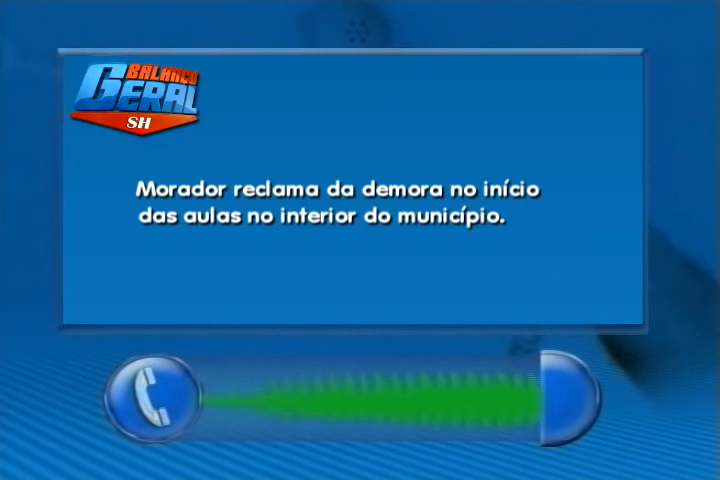 BALANÇO
GERAL
SH
Morador reclama da demora no início
das aulas no interior do município.